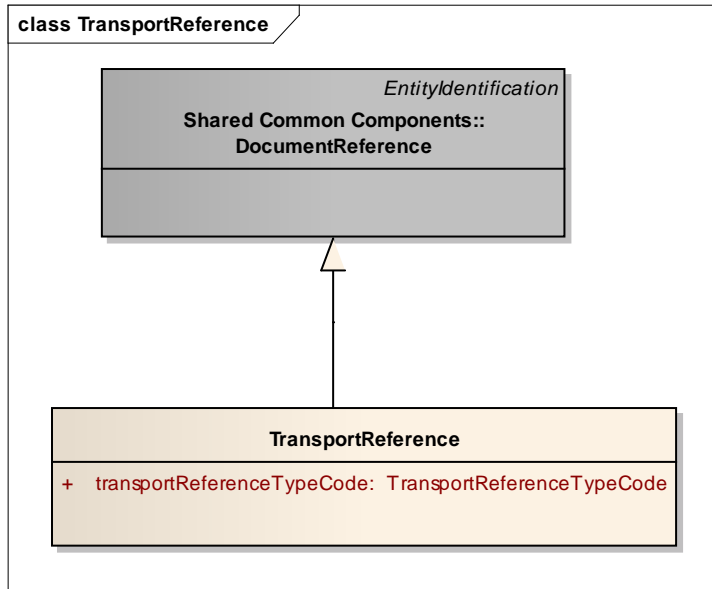 class TransportReference
EntityIdentification
Shared Common Components::
DocumentReference
TransportReference
+ transportReferenceTypeCode: TransportReferenceTypeCode